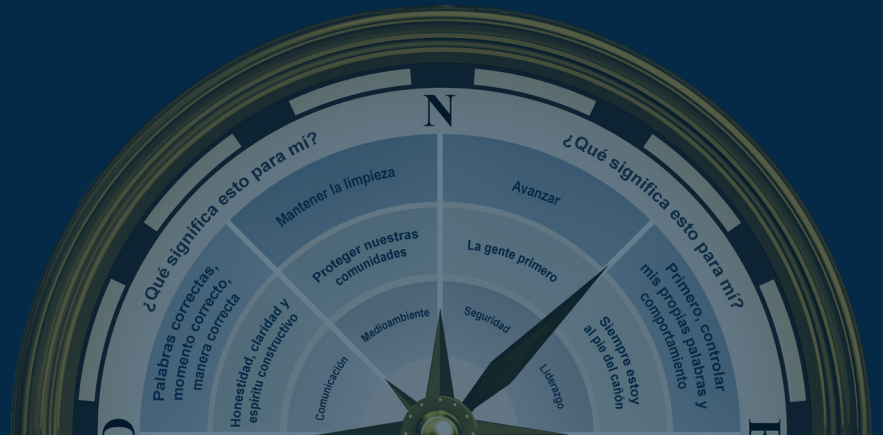 N
¿Qué significa esto para mí?
¿Qué significa esto para mí?
Mantener la limpieza
Avanzar
Proteger nuestras
comunidades
La gente primero
Medioambiente
Seguridad
Palabras correctas,
momento correcto,
manera correcta
Honestidad, claridad y
espíritu constructivo
Comunicación
Liderazgo
Siempre estoy
al pie del cañón
Primero, controlar
mis propias palabras y
comportamiento
O
E